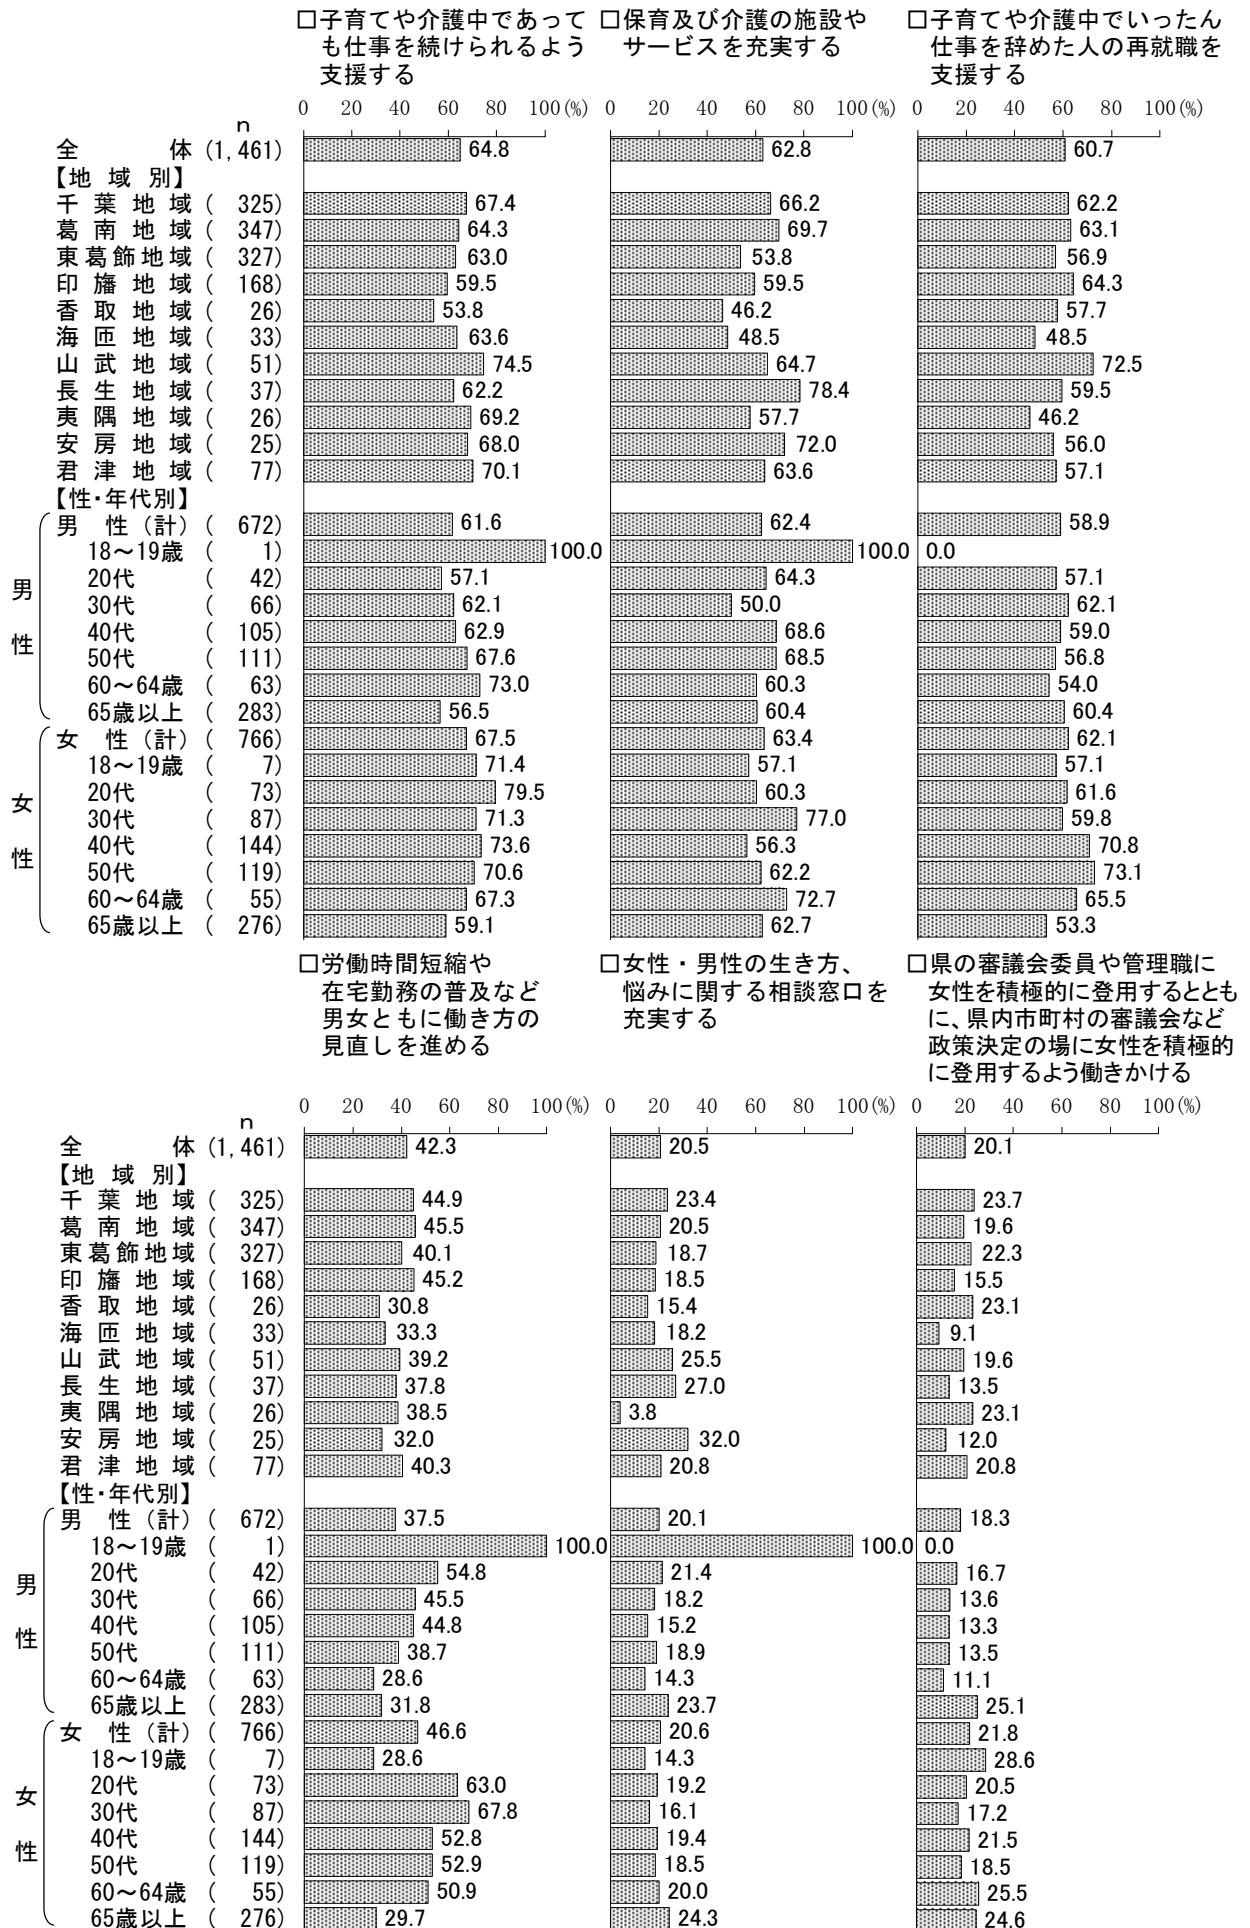 □子育てや介護中であって
も仕事を続けられるよう
支援する
□保育及び介護の施設や
サービスを充実する
□子育てや介護中でいったん
仕事を辞めた人の再就職を
支援する
0 20 40 60 80 100(%) 0 20 40 60 80 100(%) 0 20 40 60 80 100(%)
n
全体 (1,461) 64.8 62.8 60.7
【地域別】
千葉地域 ( 325) 67.4 66.2 62.2
葛南地域 ( 347) 64.3 69.7 63.1
東葛飾地域 ( 327) 63.0 53.8 56.9
印旛地域 ( 168) 59.5 59.5 64.3
香取地域 ( 26) 53.8 46.2 57.7
海匝地域 ( 33) 63.6 48.5 48.5
山武地域 ( 51) 74.5 64.7 72.5
長生地域 ( 37) 62.2 78.4 59.5
夷隅地域 ( 26) 69.2 57.7 46.2
安房地域 ( 25) 68.0 72.0 56.0
君津地域 ( 77) 70.1 63.6 57.1
【性・年代別】
男性
男性（計） ( 672) 61.6 62.4 58.9
18～19歳 ( 1) 100.0 100.0 0.0
20代 ( 42) 57.1 64.3 57.1
30代 ( 66) 62.1 50.0 62.1
40代 ( 105) 62.9 68.6 59.0
50代 ( 111) 67.6 68.5 56.8
60～64歳 ( 63) 73.0 60.3 54.0
65歳以上 ( 283) 56.5 60.4 60.4
女性
女性（計） ( 766) 67.5 63.4 62.1
18～19歳 ( 7) 71.4 57.1 57.1
20代 ( 73) 79.5 60.3 61.6
30代 ( 87) 71.3 77.0 59.8
40代 ( 144) 73.6 56.3 70.8
50代 ( 119) 70.6 62.2 73.1
60～64歳 ( 55) 67.3 72.7 65.5
65歳以上 ( 276) 59.1 62.7 53.3
□労働時間短縮や
在宅勤務の普及など
男女ともに働き方の
見直しを進める
□女性・男性の生き方、
悩みに関する相談窓口を
充実する
□県の審議会委員や管理職に
女性を積極的に登用するととも
に、県内市町村の審議会など
政策決定の場に女性を積極的
に登用するよう働きかける
0 20 40 60 80 100(%) 0 20 40 60 80 100(%) 0 20 40 60 80 100(%)
n
全体 (1,461) 42.3 20.5 20.1
【地域別】
千葉地域 ( 325) 44.9 23.4 23.7
葛南地域 ( 347) 45.5 20.5 19.6
東葛飾地域 ( 327) 40.1 18.7 22.3
印旛地域 ( 168) 45.2 18.5 15.5
香取地域 ( 26) 30.8 15.4 23.1
海匝地域 ( 33) 33.3 18.2 9.1
山武地域 ( 51) 39.2 25.5 19.6
長生地域 ( 37) 37.8 27.0 13.5
夷隅地域 ( 26) 38.5 3.8 23.1
安房地域 ( 25) 32.0 32.0 12.0
君津地域 ( 77) 40.3 20.8 20.8
【性・年代別】
男性
男性（計） ( 672) 37.5 20.1 18.3
18～19歳 ( 1) 100.0 100.0 0.0
20代 ( 42) 54.8 21.4 16.7
30代 ( 66) 45.5 18.2 13.6
40代 ( 105) 44.8 15.2 13.3
50代 ( 111) 38.7 18.9 13.5
60～64歳 ( 63) 28.6 14.3 11.1
65歳以上 ( 283) 31.8 23.7 25.1
女性
女性（計） ( 766) 46.6 20.6 21.8
18～19歳 ( 7) 28.6 14.3 28.6
20代 ( 73) 63.0 19.2 20.5
30代 ( 87) 67.8 16.1 17.2
40代 ( 144) 52.8 19.4 21.5
50代 ( 119) 52.9 18.5 18.5
60～64歳 ( 55) 50.9 20.0 25.5
65歳以上 ( 276) 29.7 24.3 24.6